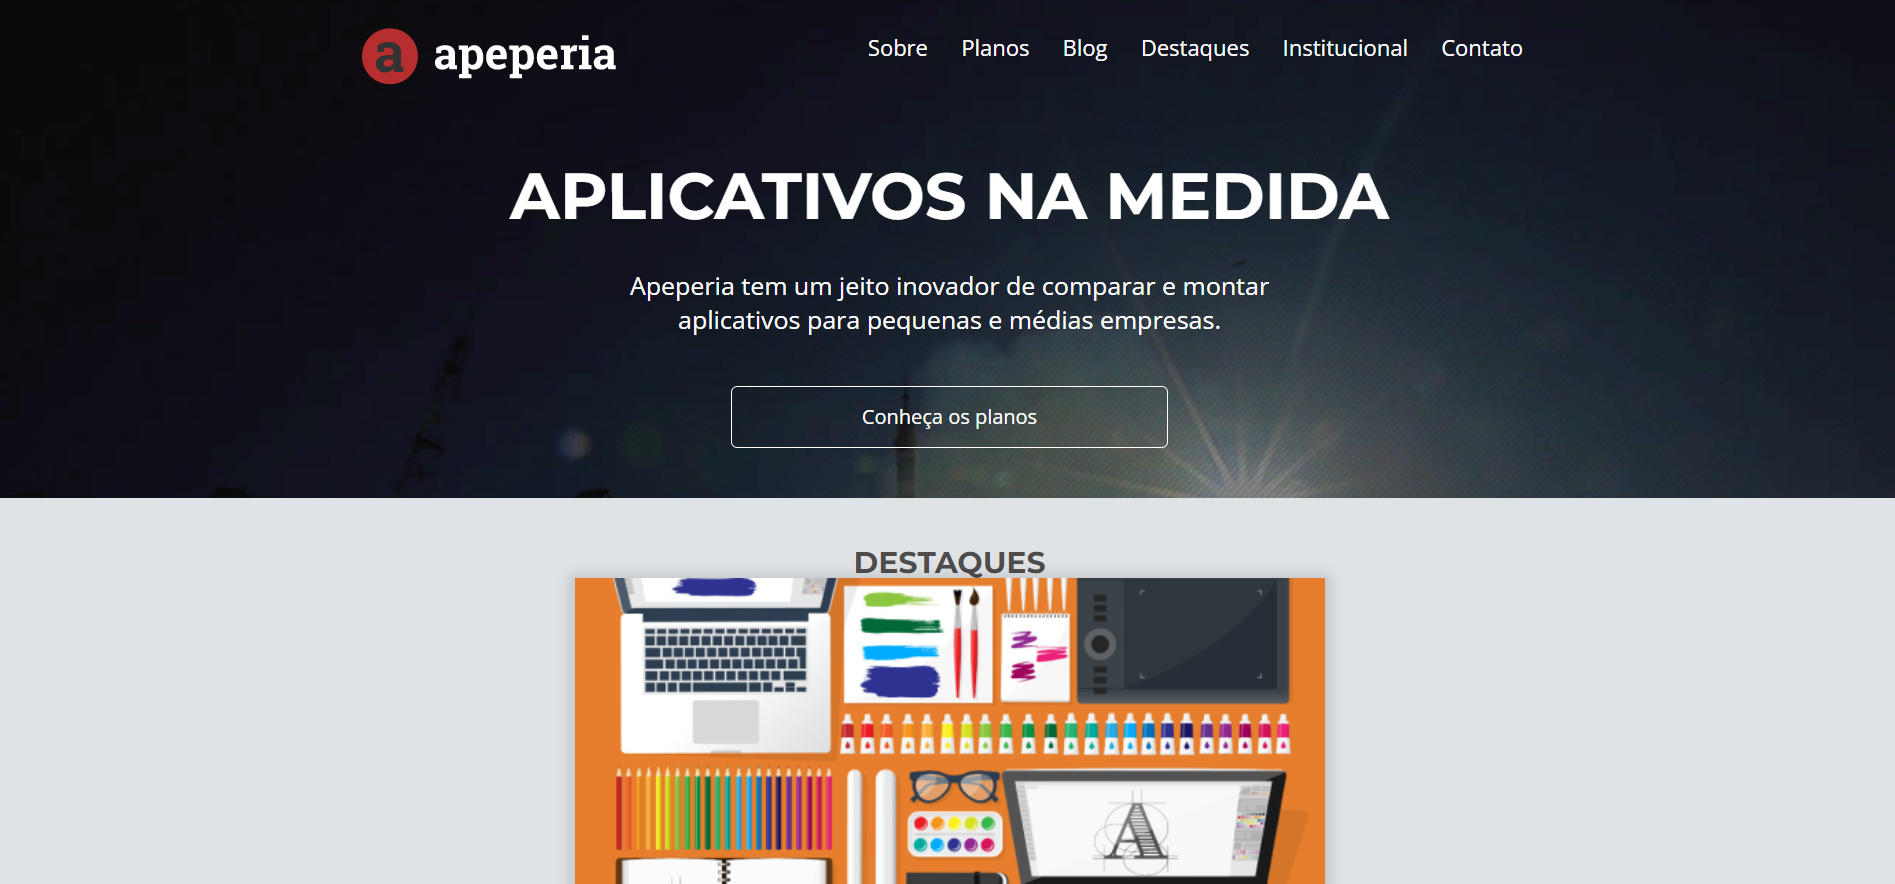 a apeperia
Sobre Planos Blog Destaques Institucional Contato
APLICATIVOS NA MEDIDA
Apeperia tem um jeito inovador de comparar e montar
aplicativos para pequenas e médias empresas.
Conheça os planos
DESTAQUES
A